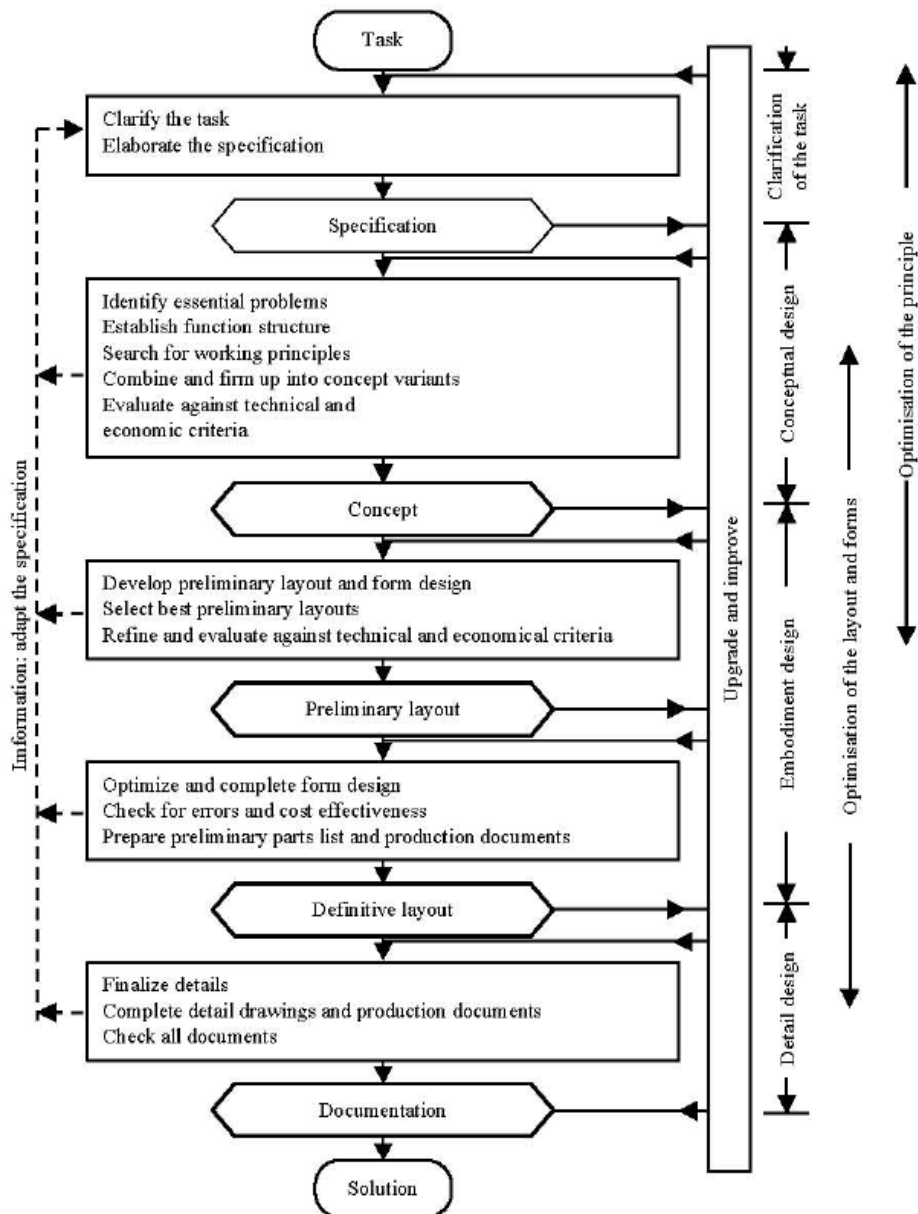 Task
Clarify the task
Elaborate the specification
Specification
Identify essential problems
Establish function structure
Search for working principles
Combine and firm up into concept variants
Evaluate against technical and
economic criteria
Concept
Develop preliminary layout and form design
Select best preliminary layouts
Refine and evaluate against technical and economical criteria
Preliminary layout
Optimize and complete form design
Check for errors and cost effectiveness
Prepare preliminary parts list and production documents
Definitive layout
Finalize details
Complete detail drawings and production documents
Check all documents
Documentation
Solution
Imformation: adapt the specification
Upgrade and improve
Clarification
of the task
Conceptual design
Embodiment design
Detail design
Optimisation of the layout and forms
Optimisation of the principle